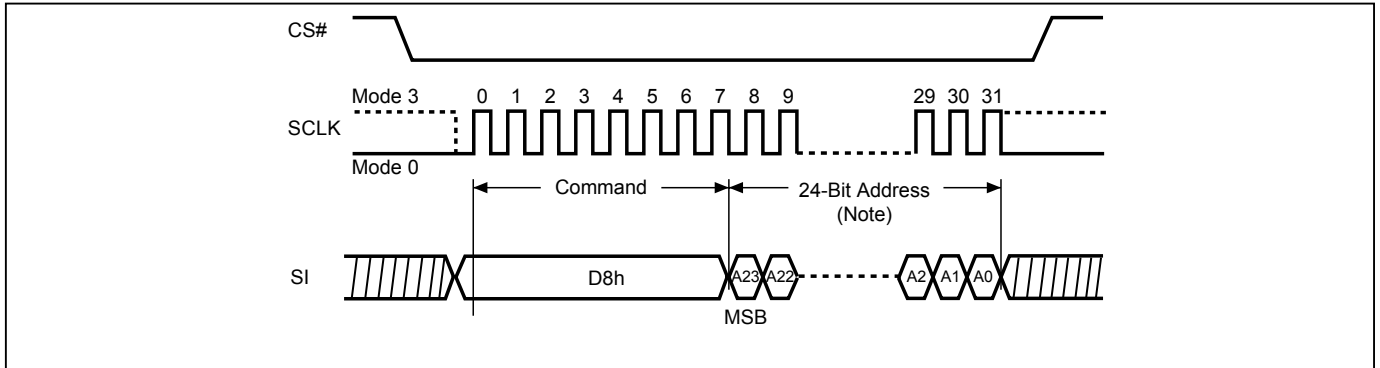 CS#
Mode 3 0 1 2 3 4 5 6 7 8 9 29 30 31
SCLK
Mode 0
Command 24-Bit Address
(Note)
SI D8h A23 A22 A2 A1 A0
MSB